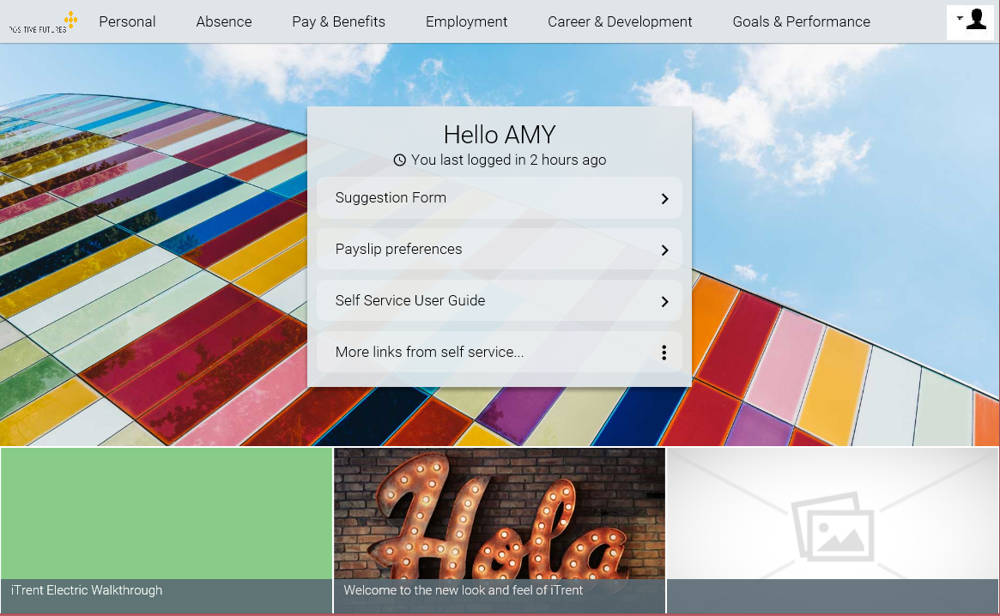 POSITIVE FUTURES
Personal
Absence
Pay & Benefits
Employment
Career & Development
Goals & Performance
Hello AMY
You last logged in 2 hours ago
Suggestion Form
Payslip preferences
Self Service User Guide
More links from self service...
Hola
iTrent Electric Walkthrough
Welcome to the new look and feel of iTrent